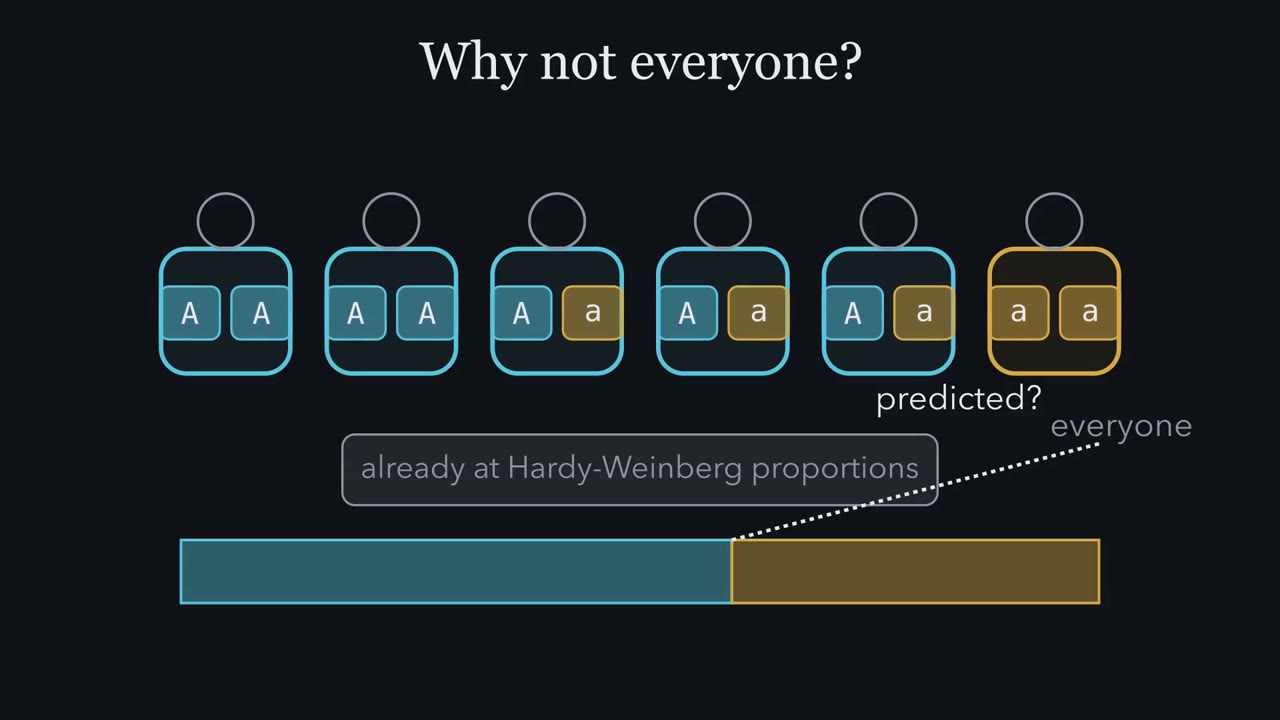 Why not everyone?
A A A A A a A a A a a a
predicted?
everyone
already at Hardy-Weinberg proportions